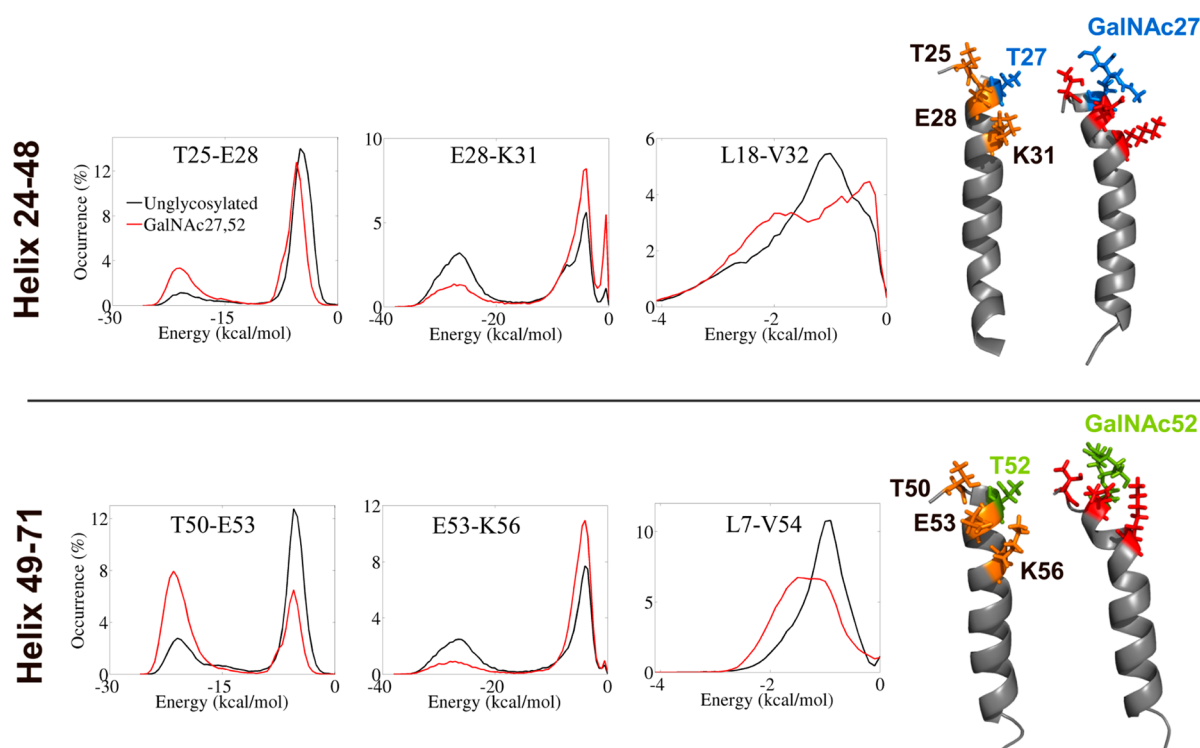 Helix 24-48
T25-E28
Unglycosylated
GalNAc27,52
Occurrence (%)
12
8
4
0
-30
-15
0
Energy (kcal/mol)
E28-K31
10
5
0
-40
-20
0
Energy (kcal/mol)
L18-V32
6
4
2
0
-4
-2
0
Energy (kcal/mol)
T25
T27
E28
K31
GalNAc27
Helix 49-71
T50-E53
Occurrence (%)
12
8
4
0
-30
-15
0
Energy (kcal/mol)
E53-K56
12
8
4
0
-40
-20
0
Energy (kcal/mol)
L7-V54
10
5
0
-4
-2
0
Energy (kcal/mol)
T50
T52
E53
K56
GalNAc52